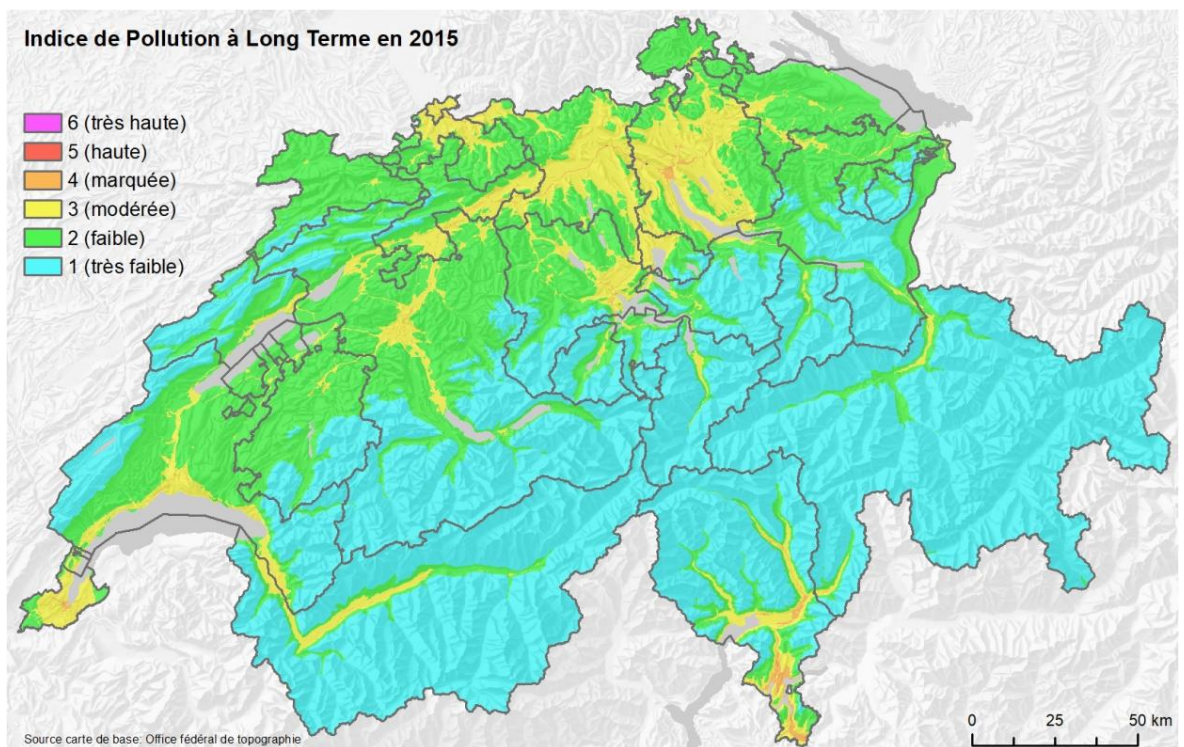 Indice de Pollution à Long Terme en 2015
6 (très haute)
5 (haute)
4 (marquée)
3 (modérée)
2 (faible)
1 (très faible)
Source carte de base: Office fédéral de topographie
0 25 50 km